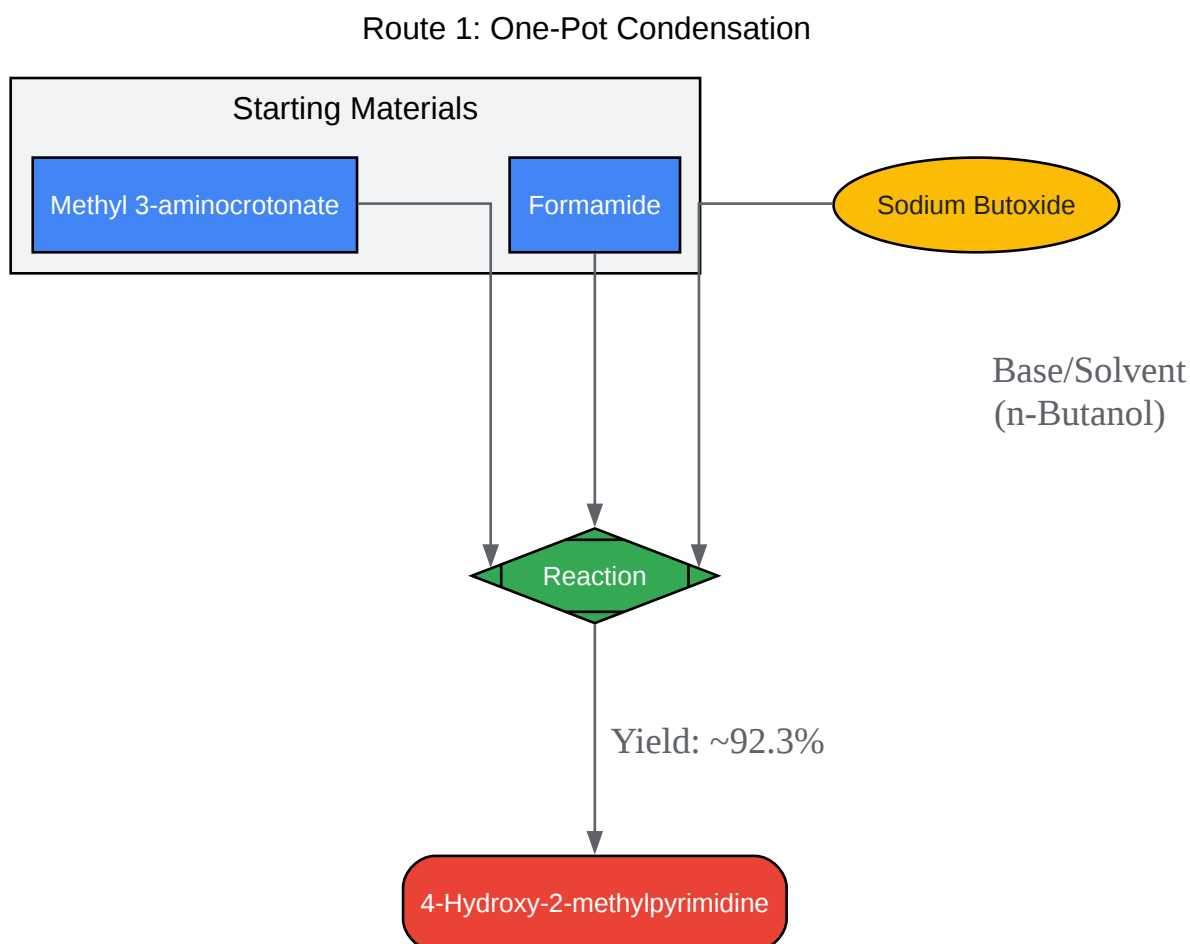 Route 1: One-Pot Condensation
Starting Materials
Methyl 3-aminocrotonate
Formamide
Sodium Butoxide
Base/Solvent
(n-Butanol)
Reaction
Yield: ~92.3%
4-Hydroxy-2-methylpyrimidine